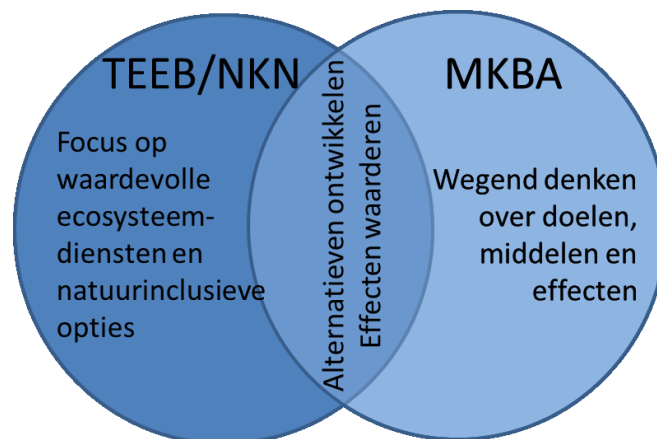 TEEB/NKN
Focus op
waardevolle
ecosysteem-
diensten en
natuurinclusieve
opties
Alternatieven ontwikkelen
Effecten waarderen
MKBA
Wegend denken
over doelen,
middelen en
effecten